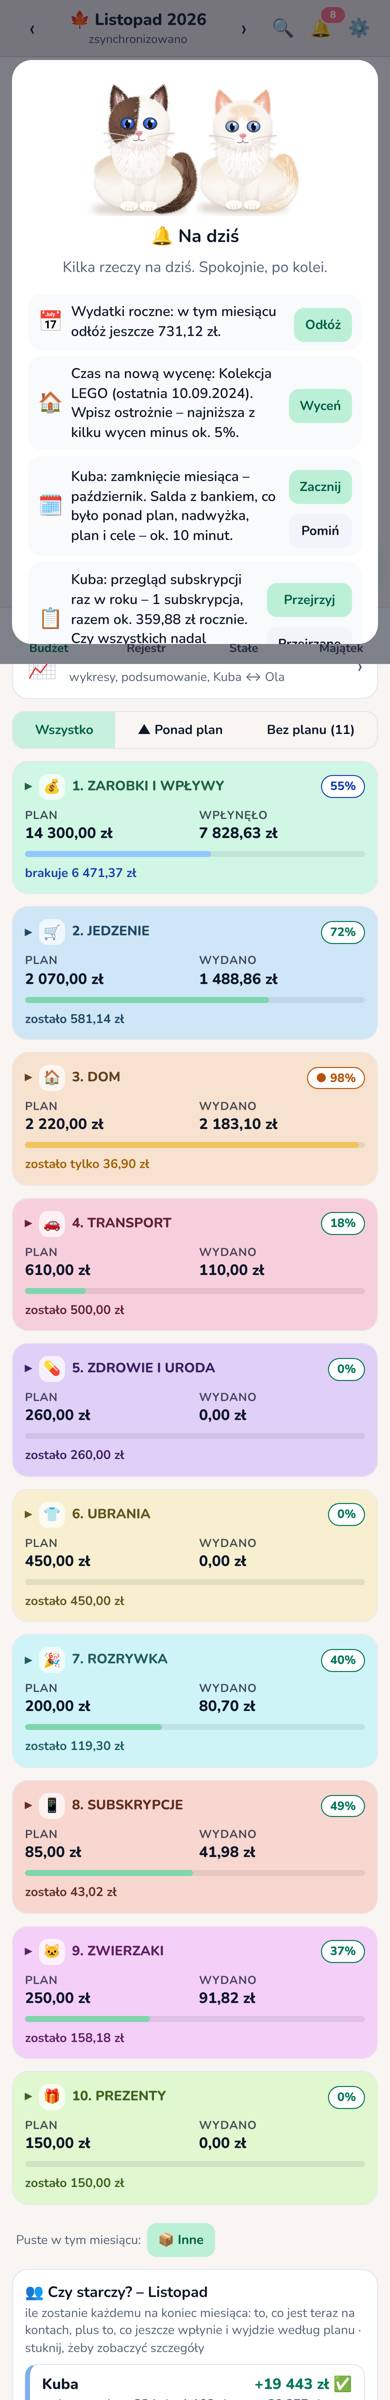 ‹ 🍁 Listopad 2026 › 🔍 🔔 8 ⚙️
zsynchronizowano
🔔 Na dziś
Kilka rzeczy na dziś. Spokojnie, po kolei.
Wydatki roczne: w tym miesiącu
odłóż jeszcze 731,12 zł.
Odłóż
Czas na nową wycenę: Kolekcja
LEGO (ostatnia 10.09.2024).
Wpisz ostrożnie – najniższa z
kilku wycen minus ok. 5%.
Wyceń
Kuba: zamknięcie miesiąca –
październik. Salda z bankiem, co
było ponad plan, nadwyżka,
plan i cele – ok. 10 minut.
Zacznij
Pomiń
Kuba: przegląd subskrypcji
raz w roku – 1 subskrypcja,
razem ok. 359,88 zł rocznie.
Czy wszystkich nadal
Przejrzyj
Przejrzane
Budżet Rejestr Stałe Majątek
wykresy, podsumowanie, Kuba ↔ Ola ›
Wszystko ▲ Ponad plan Bez planu (11)
▶ 💰 1. ZAROBKI I WPŁYWY 55%
PLAN WPŁYNĘŁO
14 300,00 zł 7 828,63 zł
brakuje 6 471,37 zł
▶ 🛒 2. JEDZENIE 72%
PLAN WYDANO
2 070,00 zł 1 488,86 zł
zostało 581,14 zł
▶ 🏠 3. DOM ● 98%
PLAN WYDANO
2 220,00 zł 2 183,10 zł
zostało tylko 36,90 zł
▶ 🚗 4. TRANSPORT 18%
PLAN WYDANO
610,00 zł 110,00 zł
zostało 500,00 zł
▶ 💊 5. ZDROWIE I URODA 0%
PLAN WYDANO
260,00 zł 0,00 zł
zostało 260,00 zł
▶ 👕 6. UBRANIA 0%
PLAN WYDANO
450,00 zł 0,00 zł
zostało 450,00 zł
▶ 🎉 7. ROZRYWKA 40%
PLAN WYDANO
200,00 zł 80,70 zł
zostało 119,30 zł
▶ 📱 8. SUBSKRYPCJE 49%
PLAN WYDANO
85,00 zł 41,98 zł
zostało 43,02 zł
▶ 🐱 9. ZWIERZAKI 37%
PLAN WYDANO
250,00 zł 91,82 zł
zostało 158,18 zł
▶ 🎁 10. PREZENTY 0%
PLAN WYDANO
150,00 zł 0,00 zł
zostało 150,00 zł
Puste w tym miesiącu: 📦 Inne
👥 Czy starczy? – Listopad
ile zostanie każdemu na koniec miesiąca: to, co jest teraz na
kontach, plus to, co jeszcze wpłynie i wyjdzie według planu ·
stuknij, żeby zobaczyć szczegóły
Kuba +19 443 zł ✅